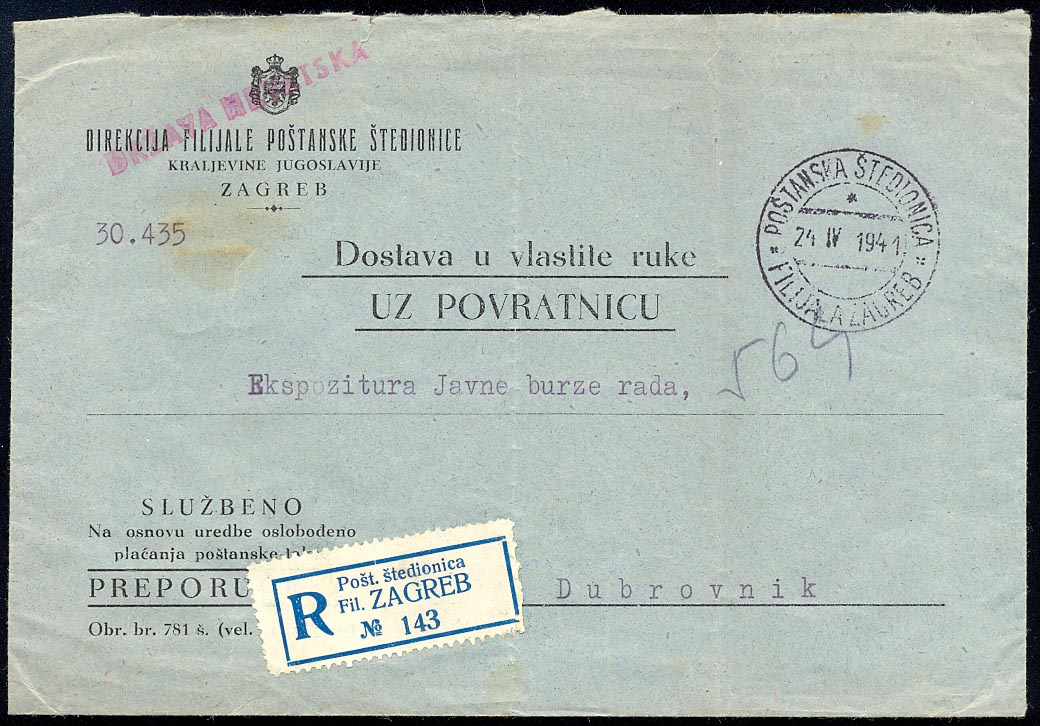 DRŽAVA HRVATSKA
DIREKCIJA FILIJALE POŠTANSKE ŠTEDIONICE
KRALJEVINE JUGOSLAVIJE
ZAGREB
30.435
Dostava u vlastite ruke
UZ POVRATNICU
POŠTANSKA ŠTEDIONICA
24 IV 1941
FILIJALA ZAGREB
564
Ekspozitura Javne burze rada,
SLUŽBENO
Na osnovu uredbe oslobođeno
plaćanja poštanske
PREPORU
Obr. br. 781 š. (vel.
R
Pošt. štedionica
Fil. ZAGREB
№ 143
Dubrovnik